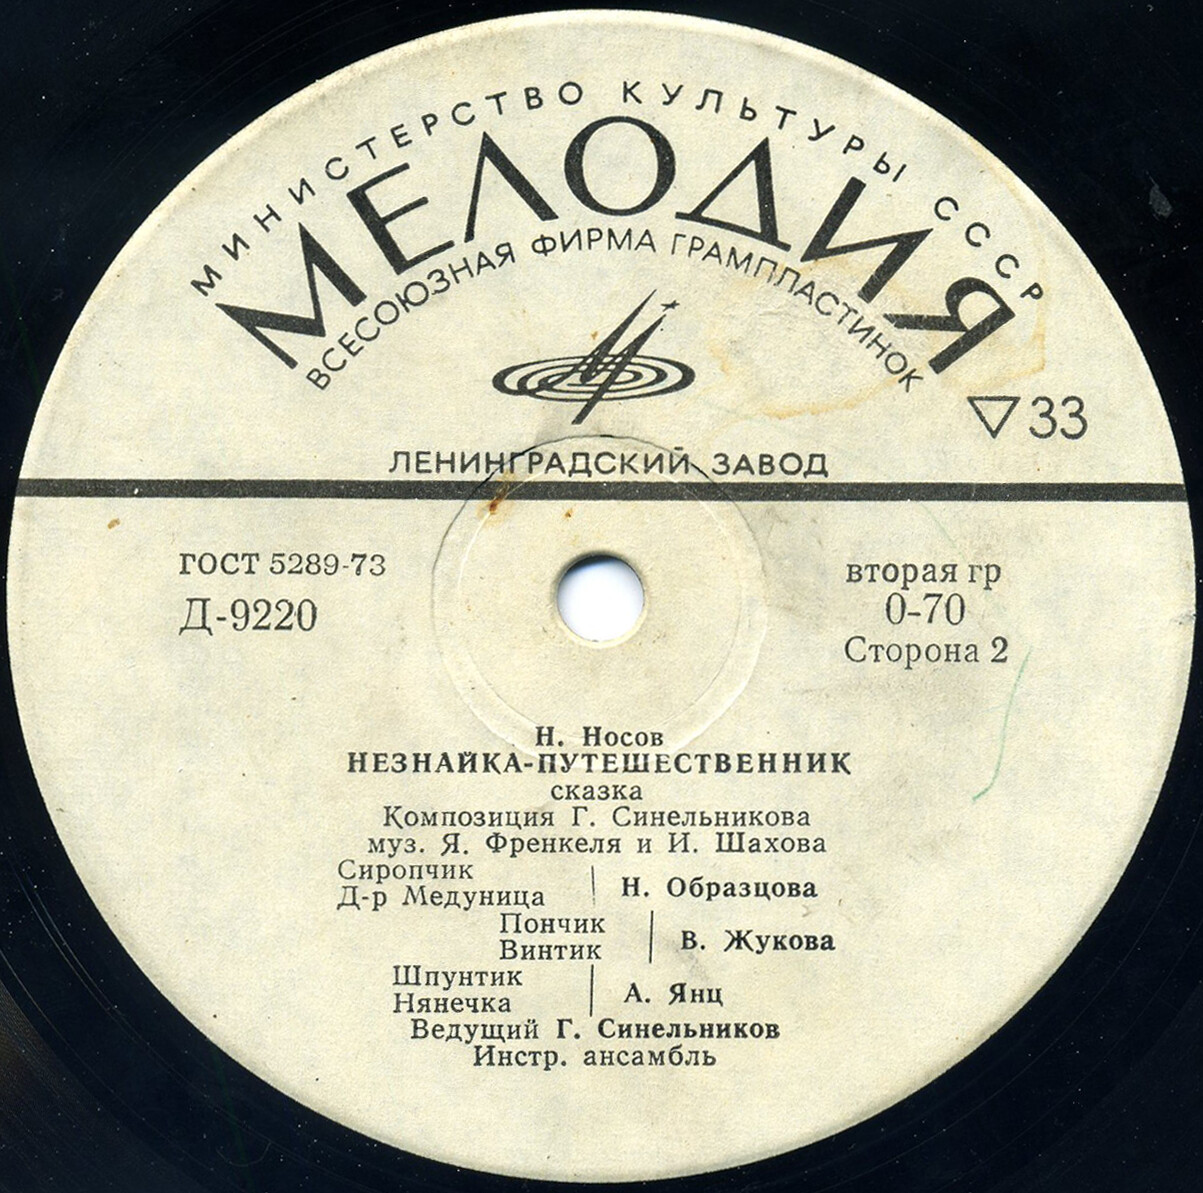 МИНИСТЕРСТВО КУЛЬТУРЫ СССР
МЕЛОДИЯ
ВСЕСОЮЗНАЯ ФИРМА ГРАМПЛАСТИНОК
33
ЛЕНИНГРАДСКИЙ ЗАВОД
ГОСТ 5289-73
Д-9220
вторая гр
0-70
Сторона 2
Н. Носов
НЕЗНАЙКА-ПУТЕШЕСТВЕННИК
сказка
Композиция Г. Синельникова
муз. Я. Френкеля и И. Шахова
Сиропчик
Д-р Медуница
Н. Образцова
Пончик
Винтик
В. Жукова
Шпунтик
Нянечка
А. Янц
Ведущий Г. Синельников
Инстр. ансамбль